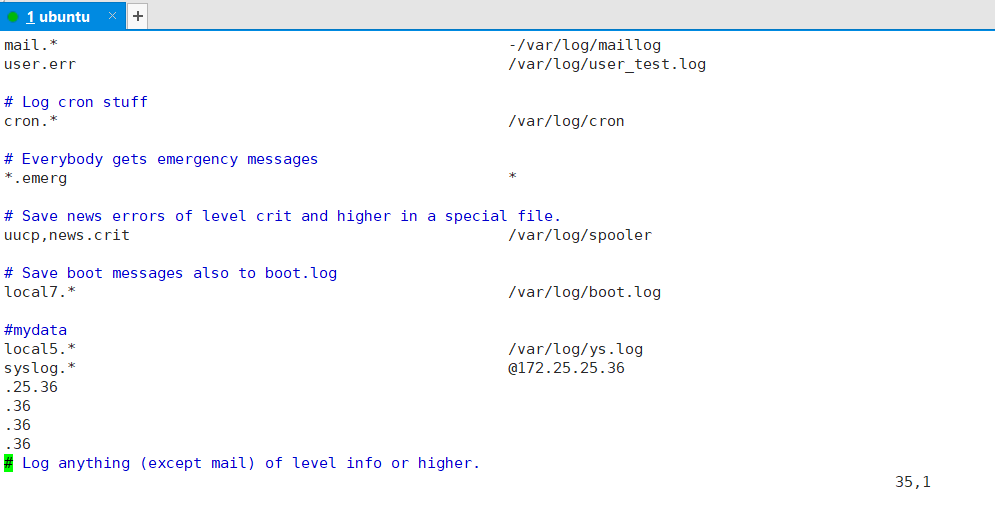 1 ubuntu × +
mail.* -/var/log/maillog
user.err /var/log/user_test.log
# Log cron stuff
cron.* /var/log/cron
# Everybody gets emergency messages
*.emerg *
# Save news errors of level crit and higher in a special file.
uucp,news.crit /var/log/spooler
# Save boot messages also to boot.log
local7.* /var/log/boot.log
#mydata
local5.* /var/log/ys.log
syslog.* @172.25.25.36
.25.36
.36
.36
.36
# Log anything (except mail) of level info or higher.
35,1